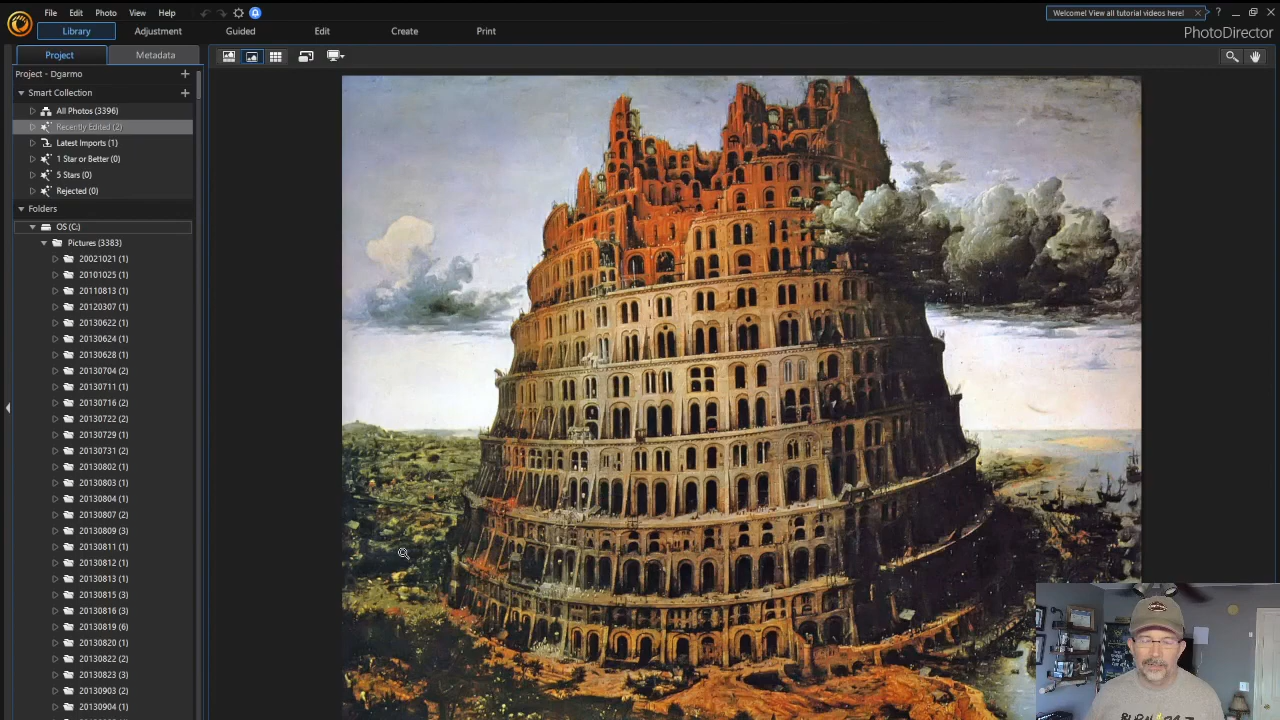 File Edit Photo View Help
Welcome! View all tutorial videos here!
Library Adjustment Guided Edit Create Print
PhotoDirector
Project Metadata
Project - Dgarmo
Smart Collection
All Photos (3396)
Recently Edited (2)
Latest Imports (1)
1 Star or Better (0)
5 Stars (0)
Rejected (0)
Folders
OS (C:)
Pictures (3383)
20021021 (1)
20101025 (1)
20110813 (1)
20120307 (1)
20130622 (1)
20130624 (1)
20130628 (1)
20130704 (2)
20130711 (1)
20130716 (2)
20130722 (2)
20130729 (1)
20130731 (2)
20130802 (1)
20130803 (1)
20130804 (1)
20130807 (2)
20130809 (3)
20130811 (1)
20130812 (1)
20130813 (1)
20130815 (3)
20130816 (3)
20130819 (6)
20130820 (1)
20130822 (2)
20130823 (3)
20130903 (2)
20130904 (1)